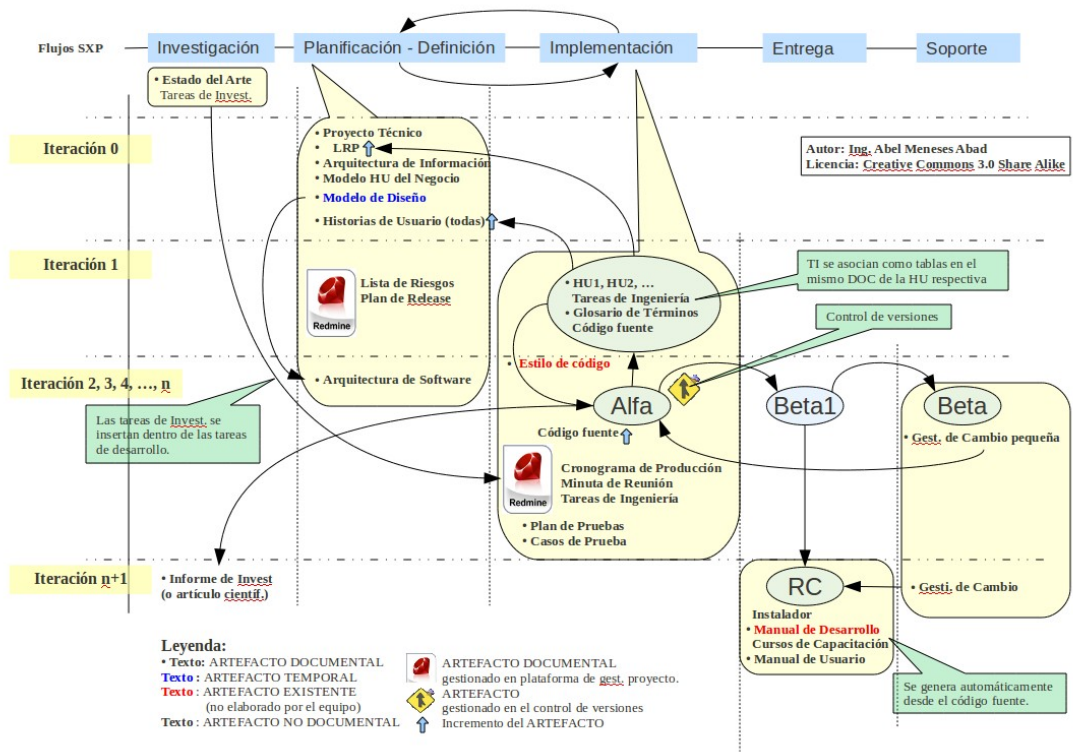 Flujos SXP
Investigación
Planificación - Definición
Implementación
Entrega
Soporte
• Estado del Arte
Tareas de Invest.
Iteración 0
• Proyecto Técnico
• LRP
• Arquitectura de Información
• Modelo HU del Negocio
• Modelo de Diseño
• Historias de Usuario (todas)
Autor: Ing. Abel Meneses Abad
Licencia: Creative Commons 3.0 Share Alike
Iteración 1
Redmine
Lista de Riesgos
Plan de Release
• HU1, HU2, …
Tareas de Ingeniería
• Glosario de Términos
Código fuente
TI se asocian como tablas en el
mismo DOC de la HU respectiva
Control de versiones
• Estilo de código
Iteración 2, 3, 4, …, n
• Arquitectura de Software
Alfa
Beta1
Beta
Las tareas de Invest. se
insertan dentro de las tareas
de desarrollo.
Código fuente
• Gest. de Cambio pequeña
Redmine
Cronograma de Producción
Minuta de Reunión
Tareas de Ingeniería
• Plan de Pruebas
• Casos de Prueba
Iteración n+1
• Informe de Invest
(o artículo científ.)
RC
• Gesti. de Cambio
Instalador
• Manual de Desarrollo
Cursos de Capacitación
• Manual de Usuario
Se genera automáticamente
desde el código fuente.
Leyenda:
• Texto: ARTEFACTO DOCUMENTAL
Texto : ARTEFACTO TEMPORAL
Texto : ARTEFACTO EXISTENTE
(no elaborado por el equipo)
Texto : ARTEFACTO NO DOCUMENTAL
ARTEFACTO DOCUMENTAL
gestionado en plataforma de gest. proyecto.
ARTEFACTO
gestionado en el control de versiones
Incremento del ARTEFACTO